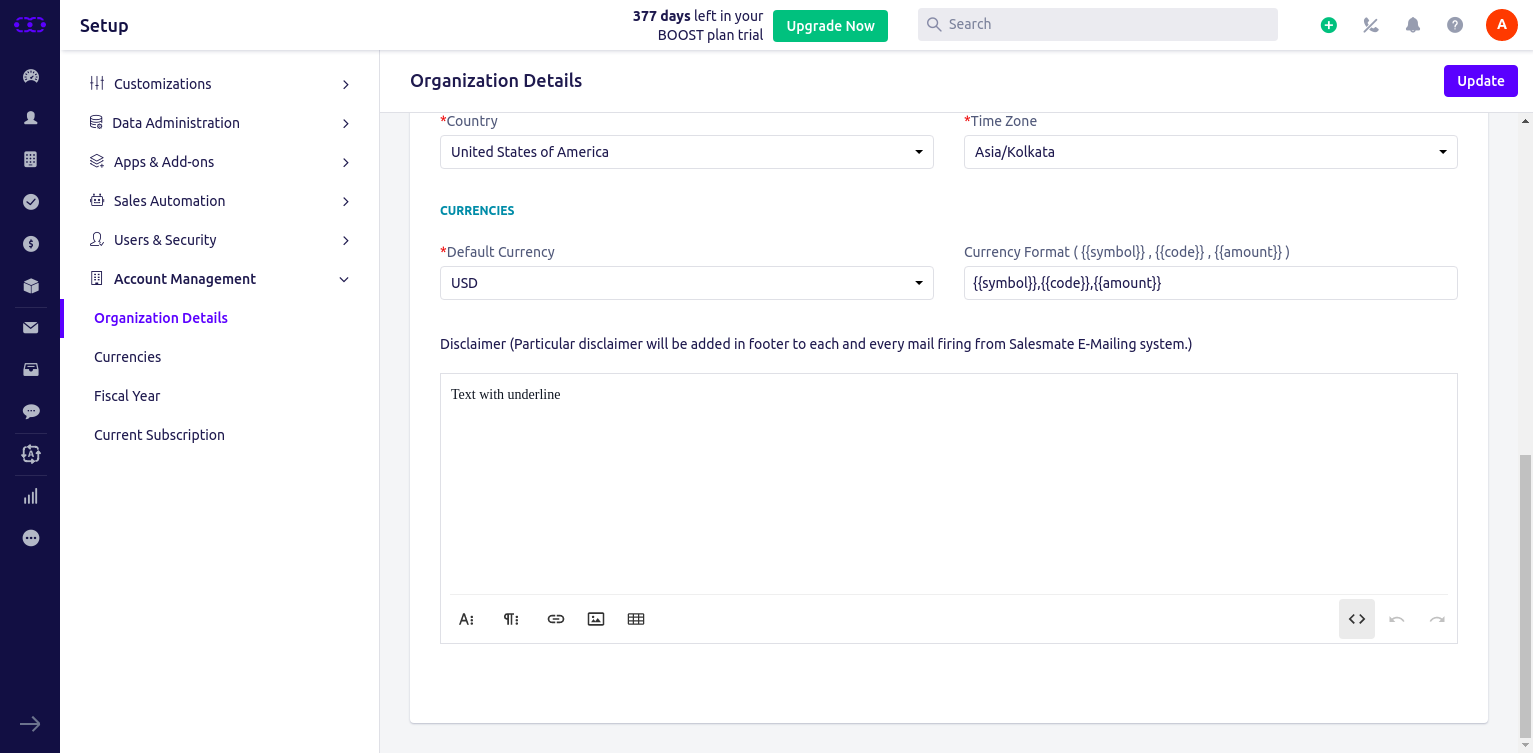 Setup
377 days left in your
BOOST plan trial
Upgrade Now
Search
A
Customizations
Data Administration
Apps & Add-ons
Sales Automation
Users & Security
Account Management
Organization Details
Currencies
Fiscal Year
Current Subscription
Organization Details
Update
*Country
*Time Zone
United States of America
Asia/Kolkata
CURRENCIES
*Default Currency
Currency Format ( {{symbol}} , {{code}} , {{amount}} )
USD
{{symbol}},{{code}},{{amount}}
Disclaimer (Particular disclaimer will be added in footer to each and every mail firing from Salesmate E-Mailing system.)
Text with underline